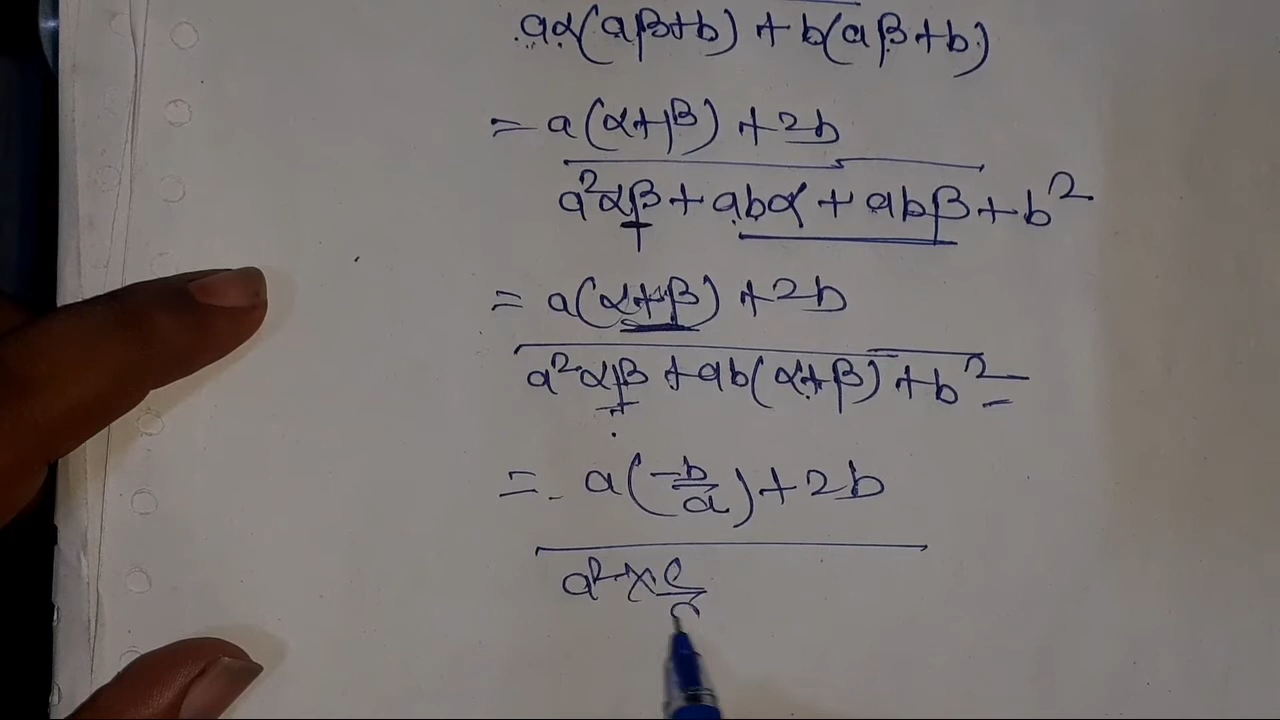 aα(aβ+b) + b(aβ+b)
= a(α+β) + 2b
a²αβ + abα + abβ + b²
= a(α+β) + 2b
a²αβ + ab(α+β) + b²
= a(-b/a) + 2b
a² × c/